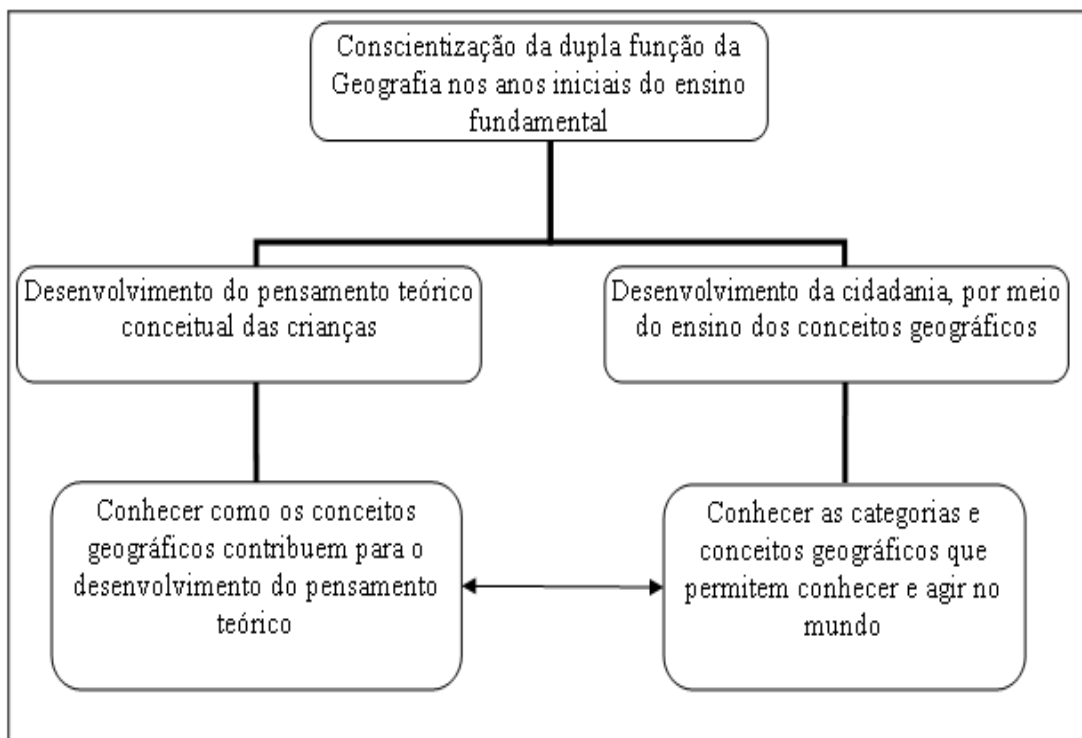 Conscientização da dupla função da
Geografia nos anos iniciais do ensino
fundamental
Desenvolvimento do pensamento teórico
conceitual das crianças
Desenvolvimento da cidadania, por meio
do ensino dos conceitos geográficos
Conhecer como os conceitos
geográficos contribuem para o
desenvolvimento do pensamento
teórico
Conhecer as categorias e
conceitos geográficos que
permitem conhecer e agir no
mundo